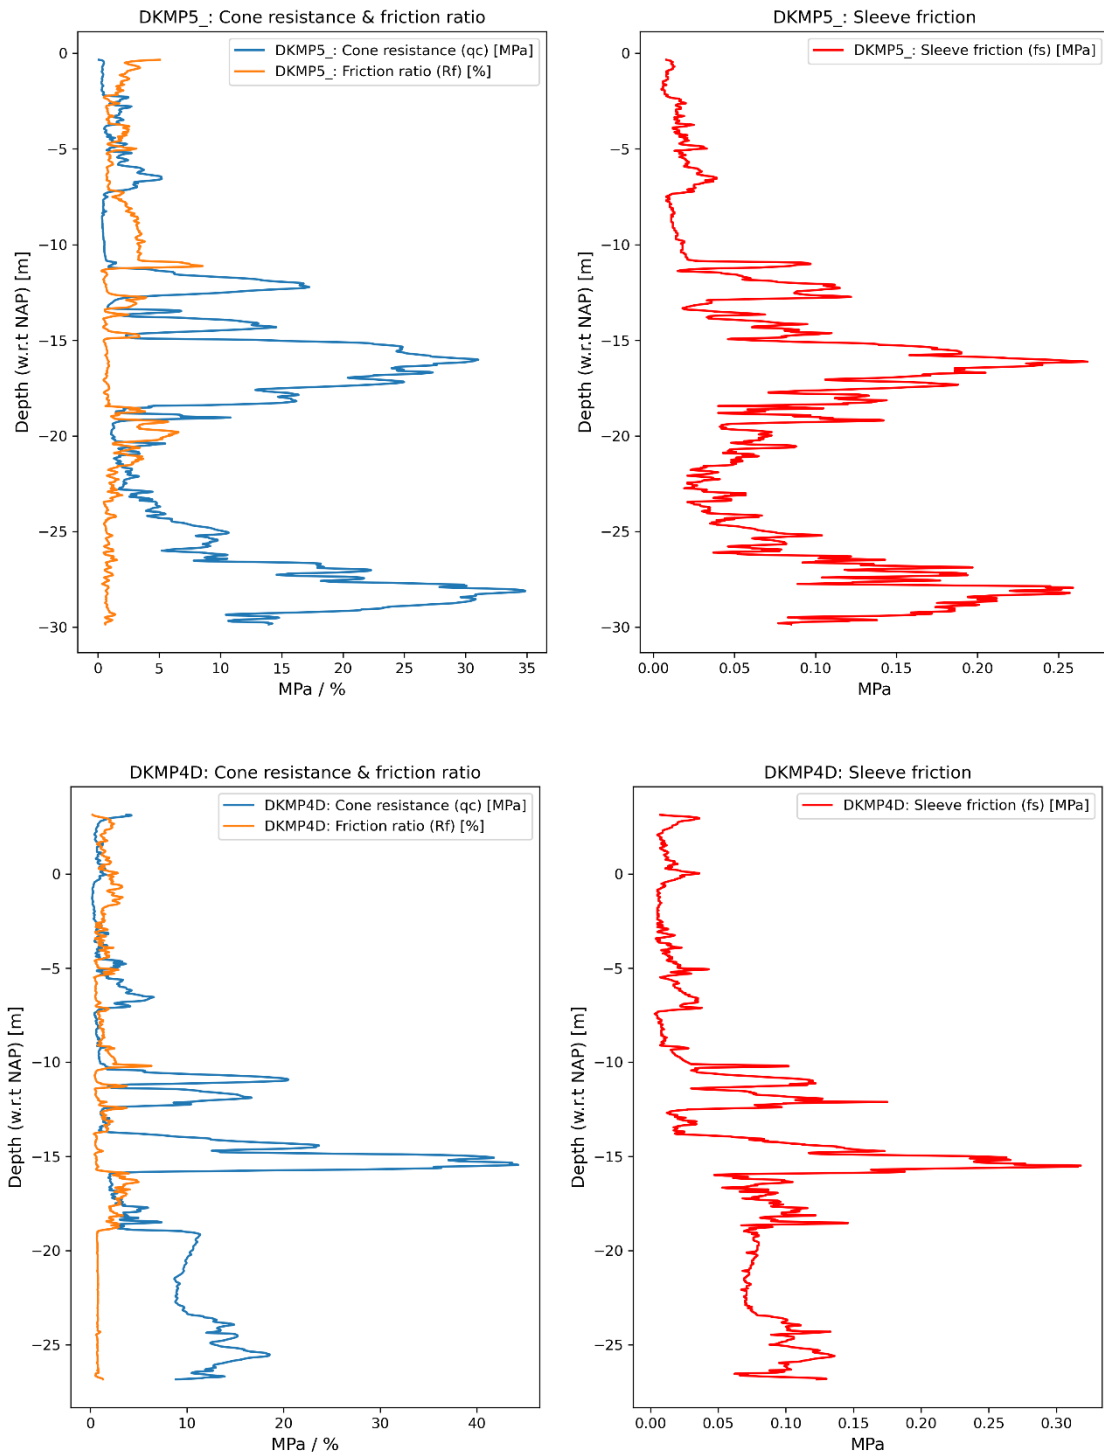 DKMP5_: Cone resistance & friction ratio
DKMP5_: Cone resistance (qc) [MPa]
DKMP5_: Friction ratio (Rf) [%]
0
−5
−10
−15
−20
−25
−30
Depth (w.r.t NAP) [m]
0 5 10 15 20 25 30 35
MPa / %
DKMP5_: Sleeve friction
DKMP5_: Sleeve friction (fs) [MPa]
0
−5
−10
−15
−20
−25
−30
Depth (w.r.t NAP) [m]
0.00 0.05 0.10 0.15 0.20 0.25
MPa
DKMP4D: Cone resistance & friction ratio
DKMP4D: Cone resistance (qc) [MPa]
DKMP4D: Friction ratio (Rf) [%]
0
−5
−10
−15
−20
−25
Depth (w.r.t NAP) [m]
0 10 20 30 40
MPa / %
DKMP4D: Sleeve friction
DKMP4D: Sleeve friction (fs) [MPa]
0
−5
−10
−15
−20
−25
Depth (w.r.t NAP) [m]
0.00 0.05 0.10 0.15 0.20 0.25 0.30
MPa